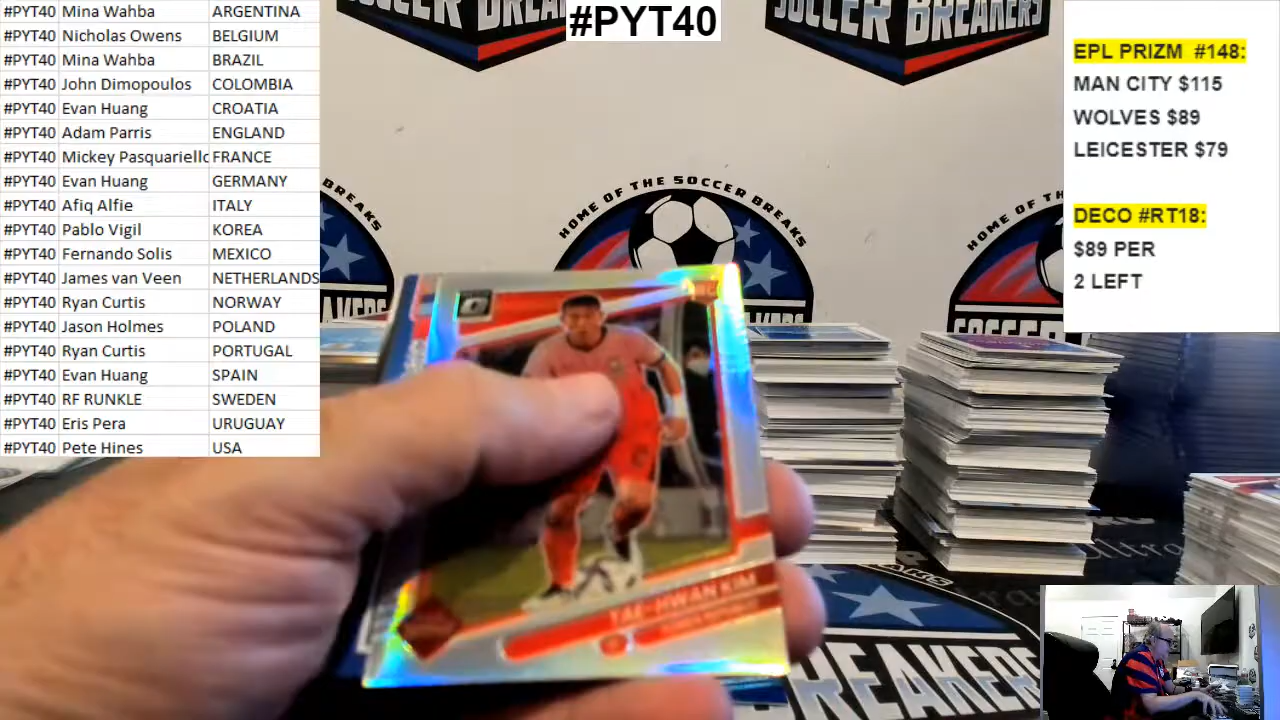 #PYT40 Mina Wahba ARGENTINA
#PYT40 Nicholas Owens BELGIUM
#PYT40 Mina Wahba BRAZIL
#PYT40 John Dimopoulos COLOMBIA
#PYT40 Evan Huang CROATIA
#PYT40 Adam Parris ENGLAND
#PYT40 Mickey Pasquariello FRANCE
#PYT40 Evan Huang GERMANY
#PYT40 Afiq Alfie ITALY
#PYT40 Pablo Vigil KOREA
#PYT40 Fernando Solis MEXICO
#PYT40 James van Veen NETHERLANDS
#PYT40 Ryan Curtis NORWAY
#PYT40 Jason Holmes POLAND
#PYT40 Ryan Curtis PORTUGAL
#PYT40 Evan Huang SPAIN
#PYT40 RF RUNKLE SWEDEN
#PYT40 Eris Pera URUGUAY
#PYT40 Pete Hines USA
#PYT40
SOCCER BREAKERS
HOME OF THE SOCCER BREAKS
HOME OF TH
BREAKS
REAKERS
TAE-HWAN KIM
EPL PRIZM #148:
MAN CITY $115
WOLVES $89
LEICESTER $79
DECO #RT18:
$89 PER
2 LEFT